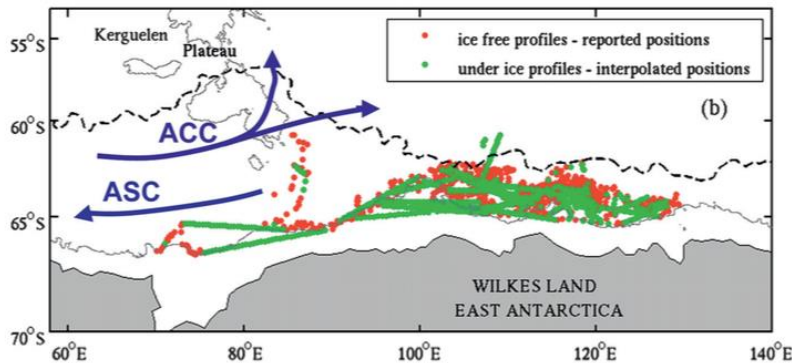 55°S
60°S
65°S
70°S
Kerguelen
Plateau
ACC
ASC
ice free profiles - reported positions
under ice profiles - interpolated positions
(b)
WILKES LAND
EAST ANTARCTICA
60°E
80°E
100°E
120°E
140°E